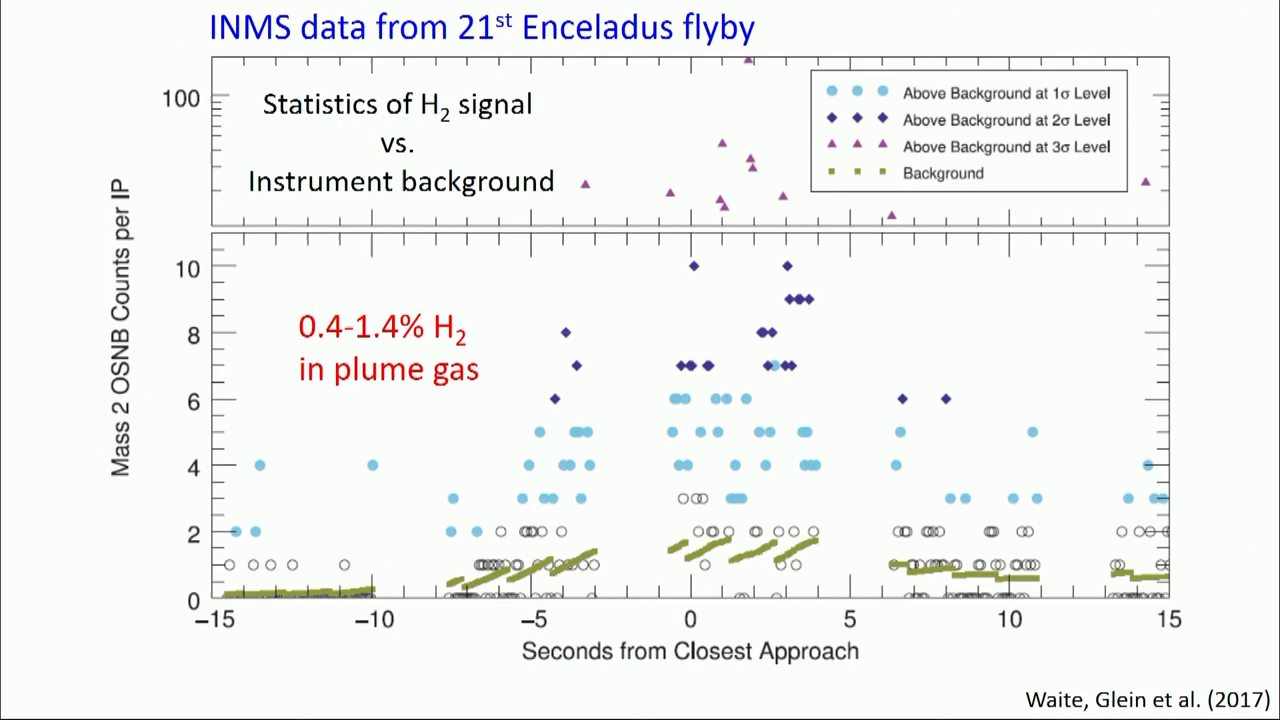 INMS data from 21st Enceladus flyby
Statistics of H2 signal
vs.
Instrument background
Above Background at 1σ Level
Above Background at 2σ Level
Above Background at 3σ Level
Background
100
Mass 2 OSNB Counts per IP
10
8
6
4
2
0
0.4-1.4% H2
in plume gas
−15 −10 −5 0 5 10 15
Seconds from Closest Approach
Waite, Glein et al. (2017)